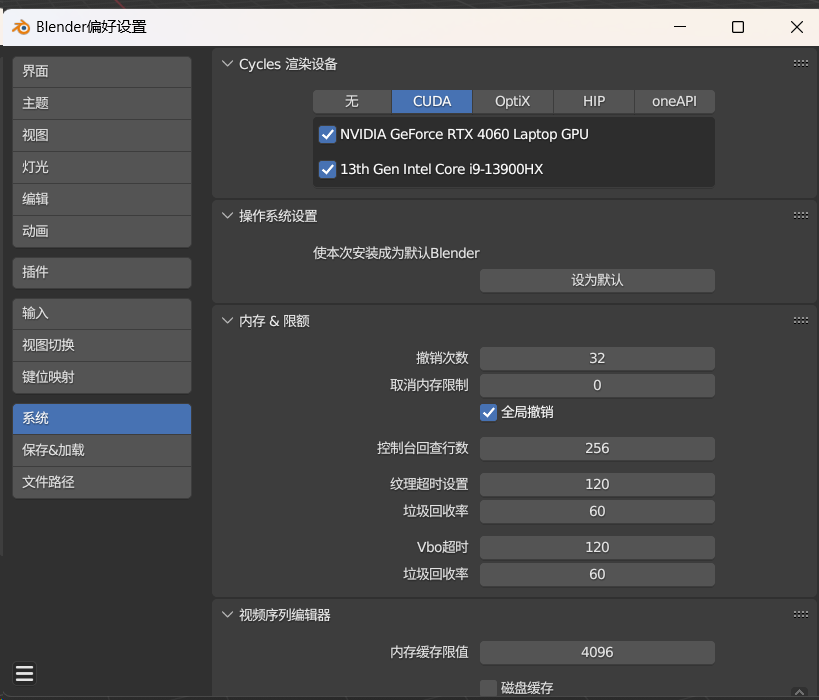 Blender偏好设置
界面
主题
视图
灯光
编辑
动画
插件
输入
视图切换
键位映射
系统
保存&加载
文件路径
Cycles 渲染设备
无 CUDA OptiX HIP oneAPI
NVIDIA GeForce RTX 4060 Laptop GPU
13th Gen Intel Core i9-13900HX
操作系统设置
使本次安装成为默认Blender
设为默认
内存 & 限额
撤销次数 32
取消内存限制 0
全局撤销
控制台回查行数 256
纹理超时设置 120
垃圾回收率 60
Vbo超时 120
垃圾回收率 60
视频序列编辑器
内存缓存限值 4096
磁盘缓存